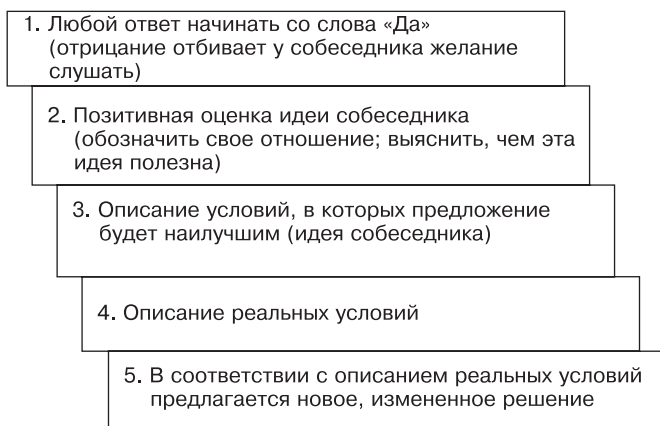 1. Любой ответ начинать со слова «Да»
(отрицание отбивает у собеседника желание
слушать)
2. Позитивная оценка идеи собеседника
(обозначить свое отношение; выяснить, чем эта
идея полезна)
3. Описание условий, в которых предложение
будет наилучшим (идея собеседника)
4. Описание реальных условий
5. В соответствии с описанием реальных условий
предлагается новое, измененное решение